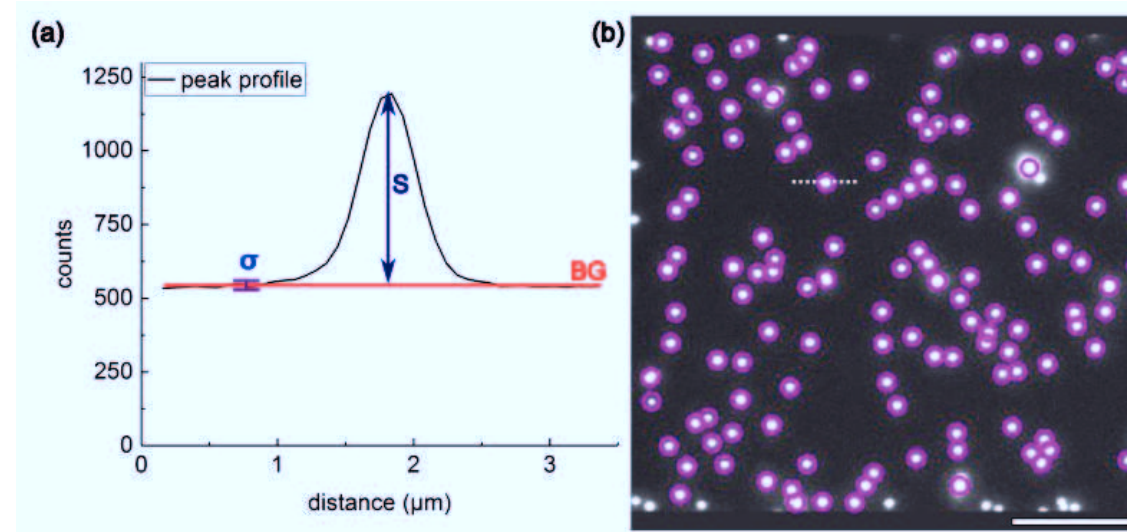 (a)
peak profile
1250
1000
750
500
250
0
counts
σ
S
BG
0
1
2
3
distance (µm)
(b)